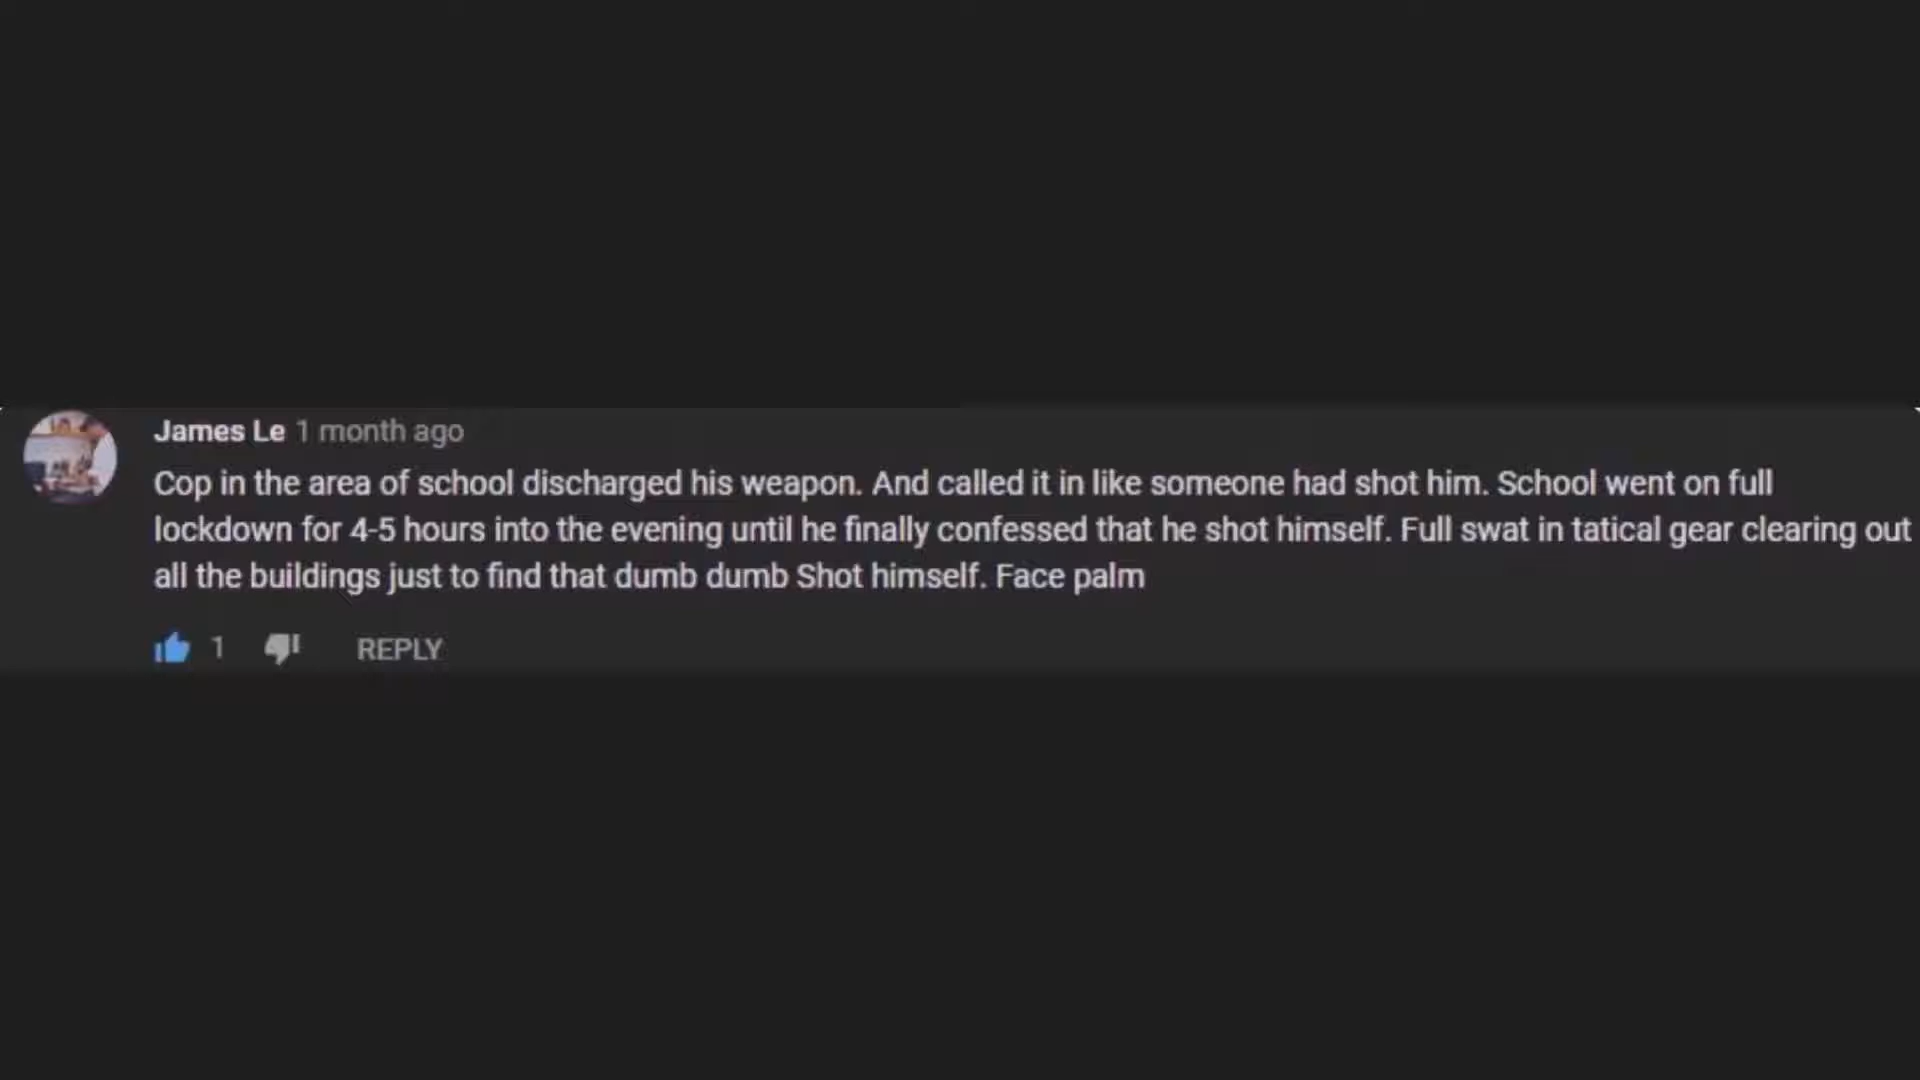 James Le 1 month ago
Cop in the area of school discharged his weapon. And called it in like someone had shot him. School went on full
lockdown for 4-5 hours into the evening until he finally confessed that he shot himself. Full swat in tatical gear clearing out
all the buildings just to find that dumb dumb Shot himself. Face palm
1 REPLY